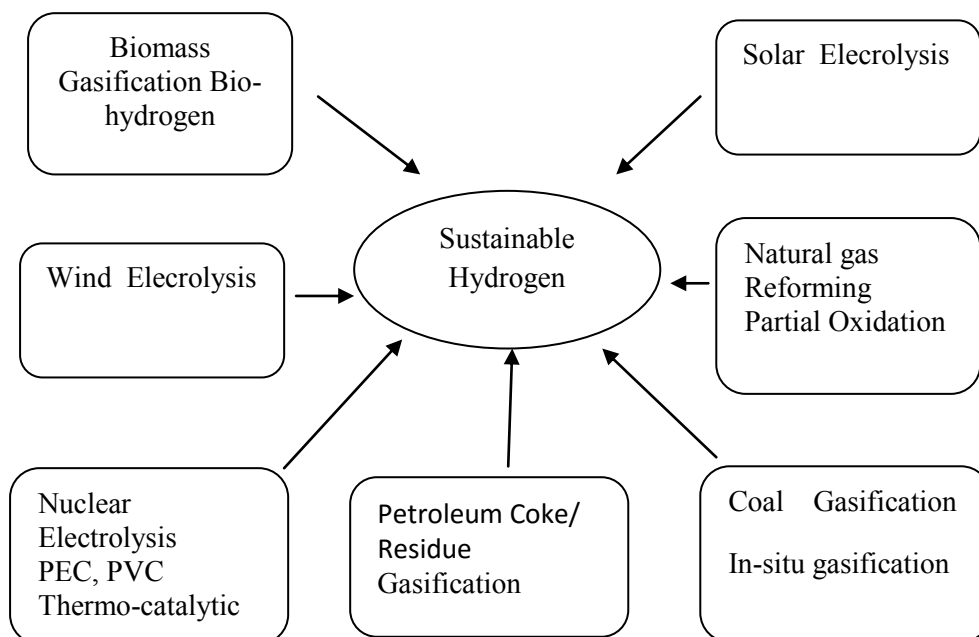 Biomass
Gasification Bio-
hydrogen
Solar Elecrolysis
Sustainable
Hydrogen
Wind Elecrolysis
Natural gas
Reforming
Partial Oxidation
Nuclear
Electrolysis
PEC, PVC
Thermo-catalytic
Petroleum Coke/
Residue
Gasification
Coal Gasification
In-situ gasification